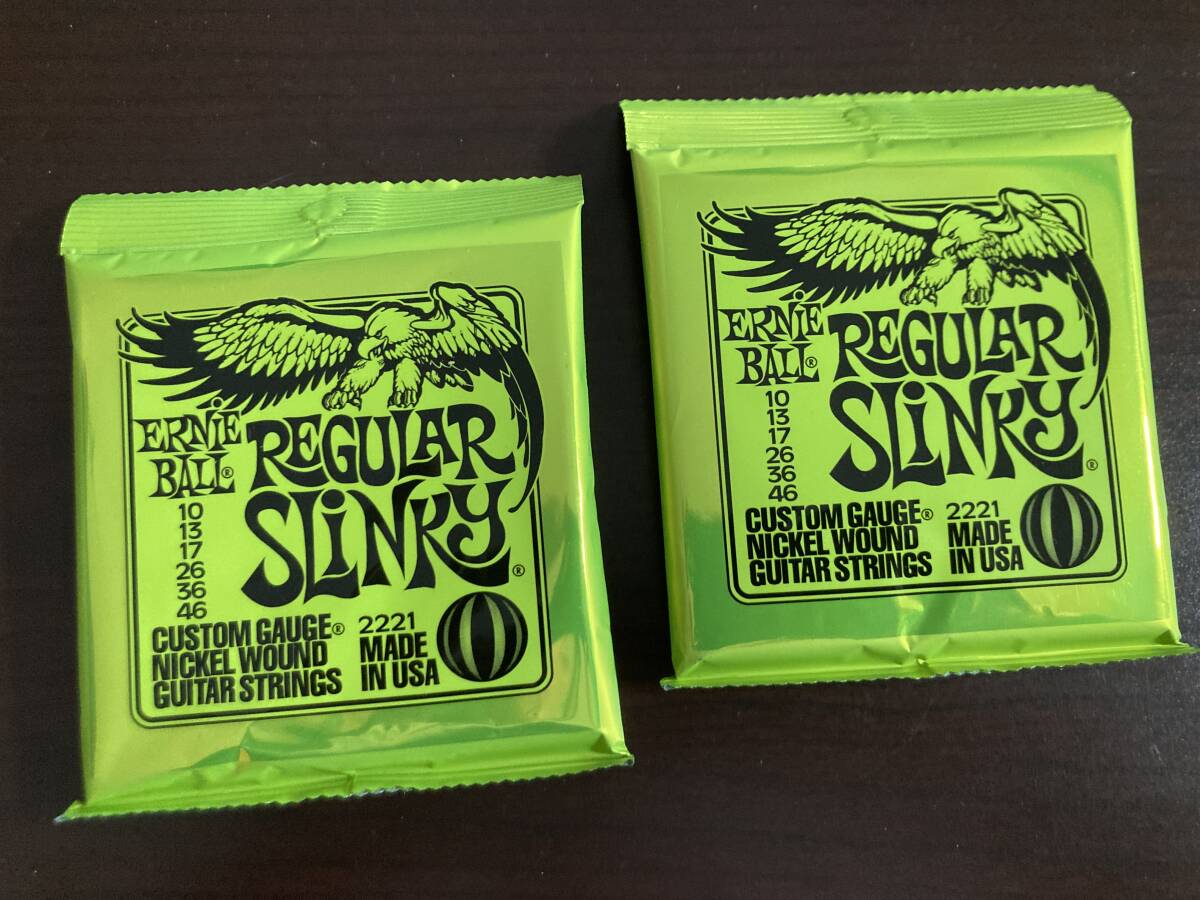 ERNIE
BALL®
REGULAR
SLINKY®
10
13
17
26
36
46
CUSTOM GAUGE®
NICKEL WOUND
GUITAR STRINGS
2221
MADE
IN USA
ERNIE
BALL®
REGULAR
SLINKY®
10
13
17
26
36
46
CUSTOM GAUGE®
NICKEL WOUND
GUITAR STRINGS
2221
MADE
IN USA